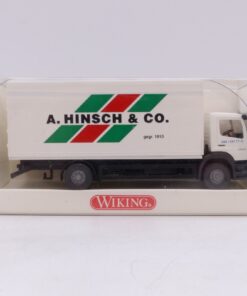 A. HINSCH & CO.
gegr. 1913
WIKING®